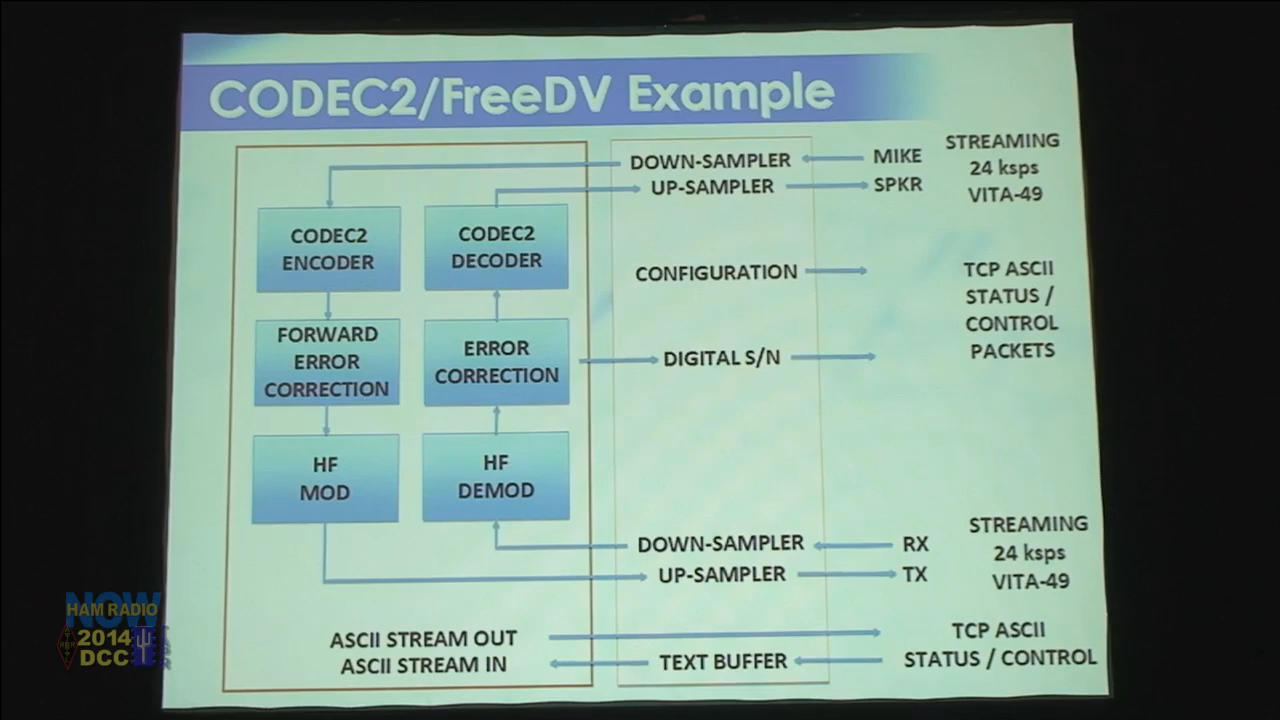 CODEC2/FreeDV Example
STREAMING
24 ksps
VITA-49
DOWN-SAMPLER
MIKE
UP-SAMPLER
SPKR
CODEC2
ENCODER
CODEC2
DECODER
CONFIGURATION
TCP ASCII
STATUS /
CONTROL
PACKETS
FORWARD
ERROR
CORRECTION
ERROR
CORRECTION
DIGITAL S/N
HF
MOD
HF
DEMOD
DOWN-SAMPLER
RX
UP-SAMPLER
TX
STREAMING
24 ksps
VITA-49
ASCII STREAM OUT
ASCII STREAM IN
TEXT BUFFER
TCP ASCII
STATUS / CONTROL
NOW
HAM RADIO
2014
DCC